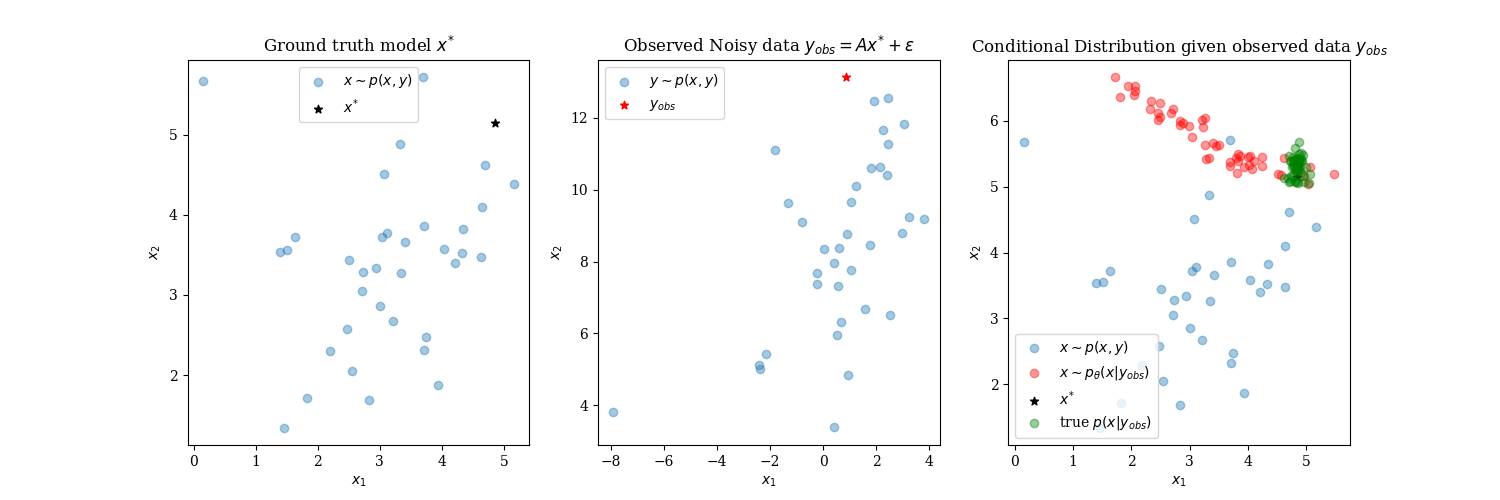 Ground truth model $x^*$
$x \sim p(x, y)$
$x^*$
5
4
3
2
0
1
2
3
4
5
$x_1$
$x_2$
Observed Noisy data $y_{obs} = Ax^* + \varepsilon$
$y \sim p(x, y)$
$y_{obs}$
12
10
8
6
4
−8
−6
−4
−2
0
2
4
$x_1$
$x_2$
Conditional Distribution given observed data $y_{obs}$
6
5
4
3
2
$x \sim p(x, y)$
$x \sim p_\theta(x|y_{obs})$
$x^*$
true $p(x|y_{obs})$
0
1
2
3
4
5
$x_1$
$x_2$